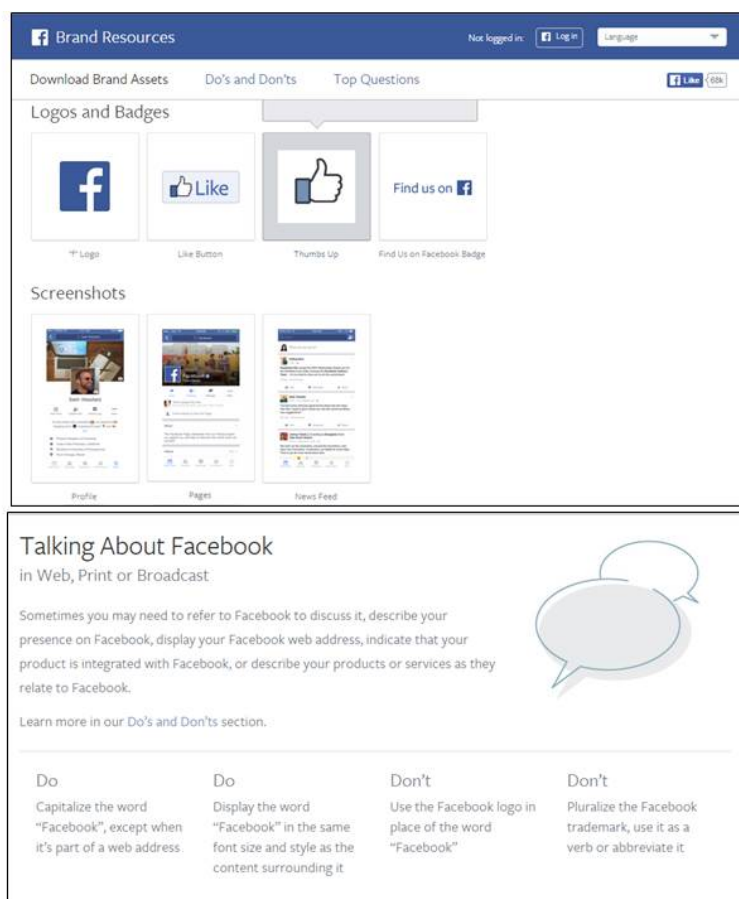 Brand Resources
Not logged in:
Log in
Language
Download Brand Assets
Do's and Don'ts
Top Questions
Like
68k
Logos and Badges
Like
Find us on
"f" Logo
Like Button
Thumbs Up
Find Us on Facebook Badge
Screenshots
Profile
Pages
News Feed
Talking About Facebook
in Web, Print or Broadcast
Sometimes you may need to refer to Facebook to discuss it, describe your
presence on Facebook, display your Facebook web address, indicate that your
product is integrated with Facebook, or describe your products or services as they
relate to Facebook.
Learn more in our Do's and Don'ts section.
Do
Capitalize the word
“Facebook”, except when
it's part of a web address
Do
Display the word
“Facebook” in the same
font size and style as the
content surrounding it
Don't
Use the Facebook logo in
place of the word
“Facebook”
Don't
Pluralize the Facebook
trademark, use it as a
verb or abbreviate it